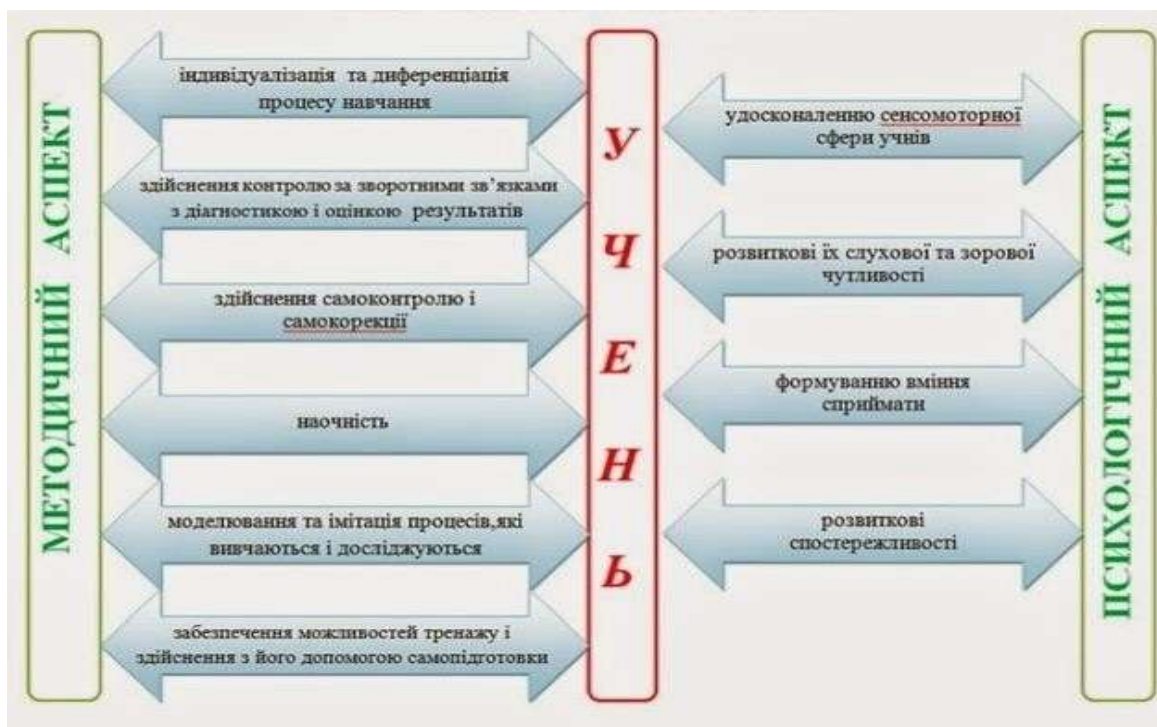 МЕТОДИЧНИЙ АСПЕКТ
індивідуалізація та диференціація
процесу навчання
здійснення контролю за зворотними зв’язками
з діагностикою і оцінкою результатів
здійснення самоконтролю і
самокорекції
наочність
моделювання та імітація процесів,які
вивчаються і досліджуються
забезпечення можливостей тренажу і
здійснення з його допомогою самопідготовки
УЧЕНЬ
удосконаленню сенсомоторної
сфери учнів
розвиткові їх слухової та зорової
чутливості
формуванню вміння
сприймати
розвиткові
спостережливості
ПСИХОЛОГІЧНИЙ АСПЕКТ